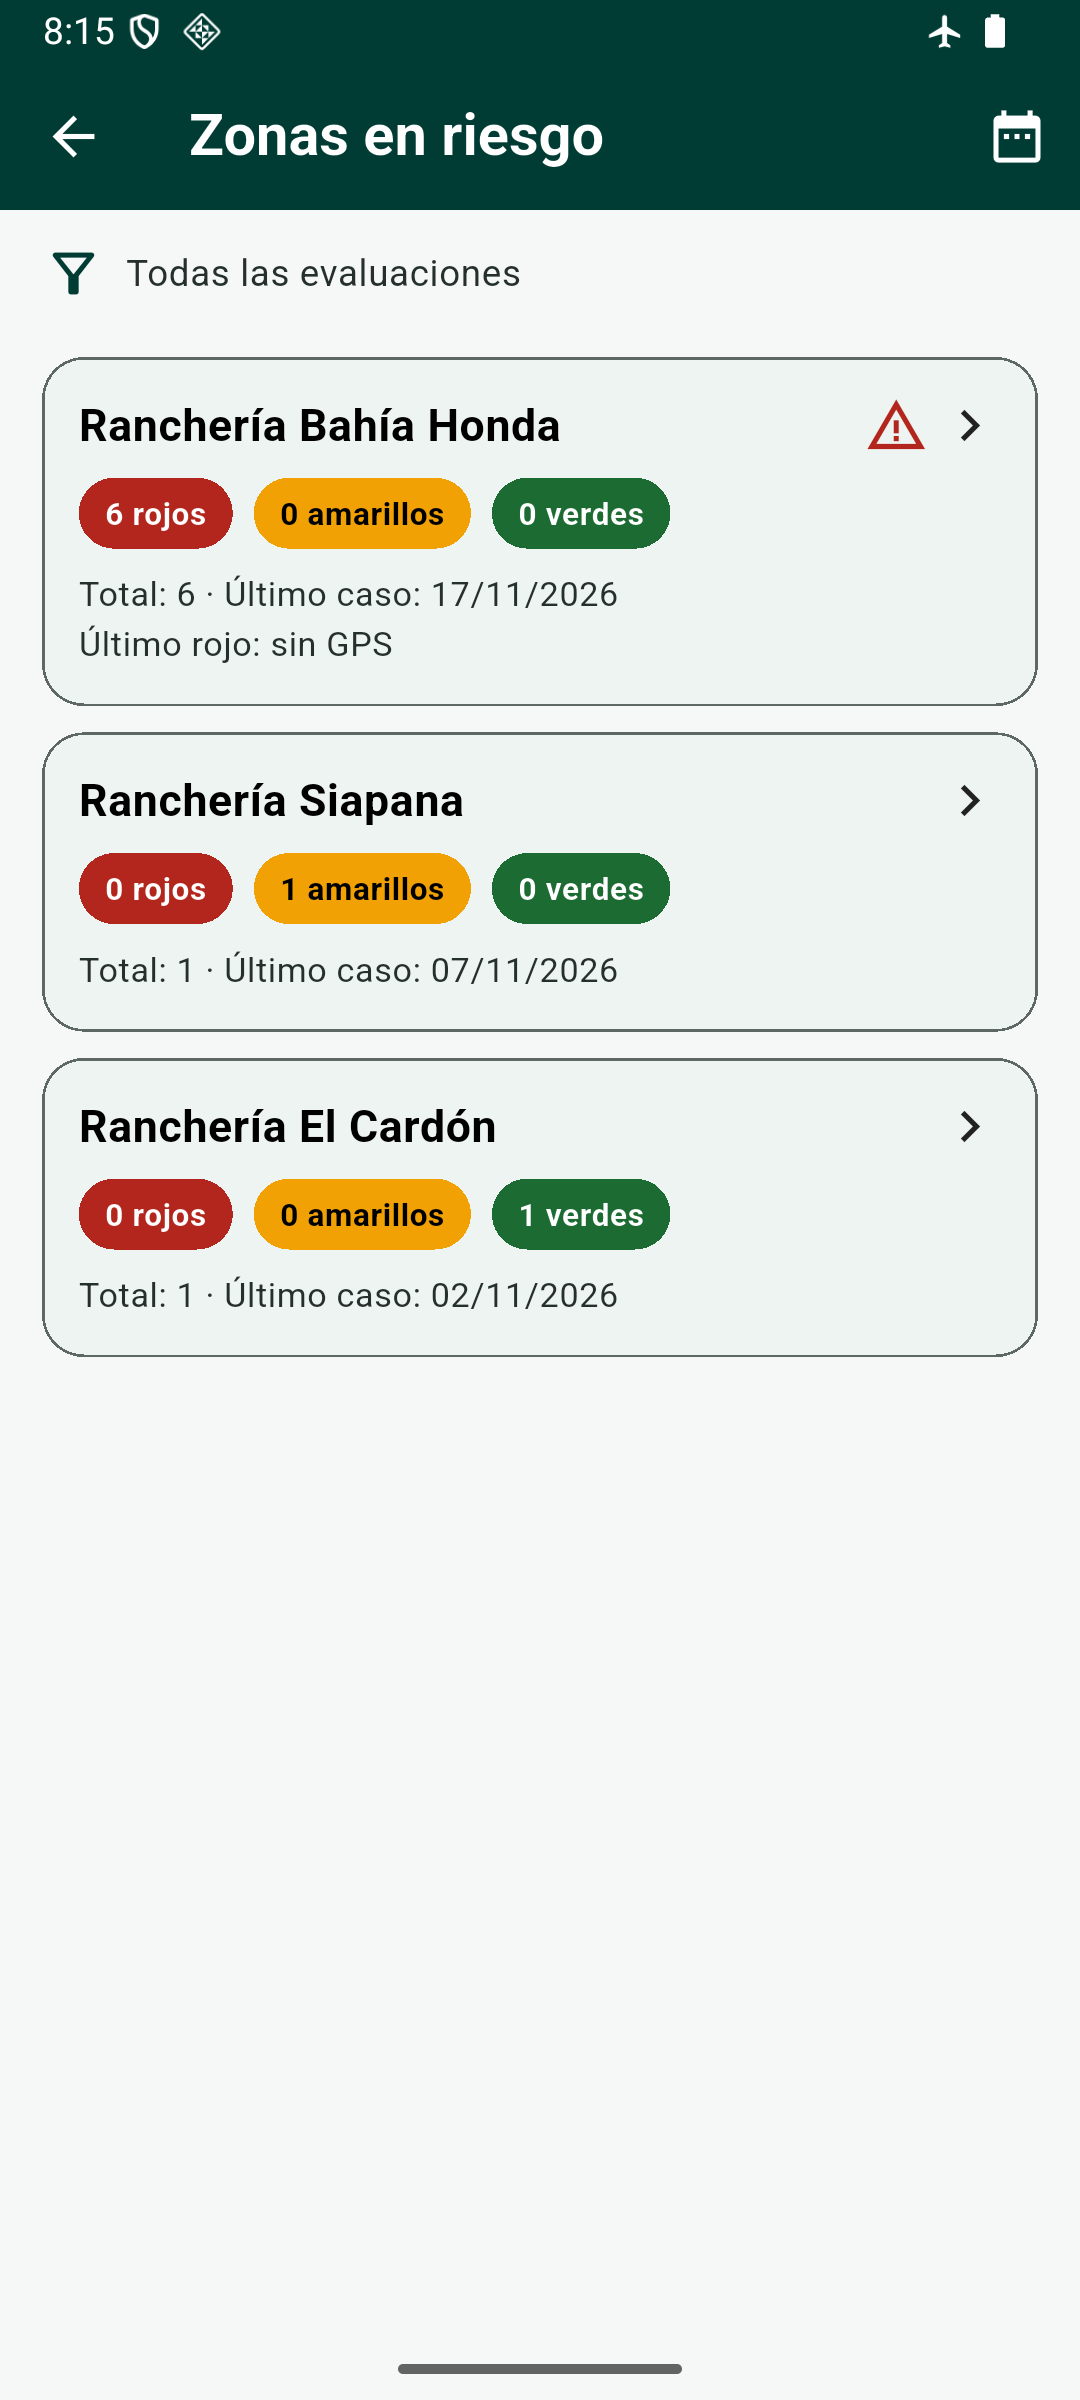 8:15
Zonas en riesgo
Todas las evaluaciones
Ranchería Bahía Honda
6 rojos 0 amarillos 0 verdes
Total: 6 · Último caso: 17/11/2026
Último rojo: sin GPS
Ranchería Siapana
0 rojos 1 amarillos 0 verdes
Total: 1 · Último caso: 07/11/2026
Ranchería El Cardón
0 rojos 0 amarillos 1 verdes
Total: 1 · Último caso: 02/11/2026